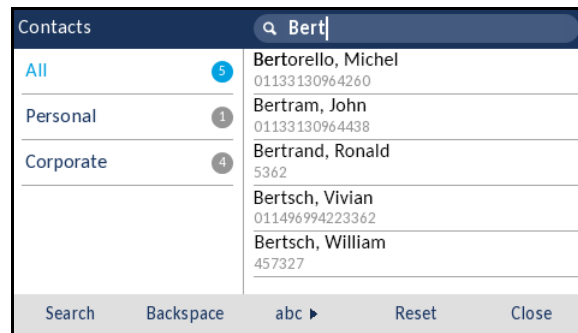 Contacts
Bert
All 5
Personal 1
Corporate 4
Bertorello, Michel
01133130964260
Bertram, John
01133130964438
Bertrand, Ronald
5362
Bertsch, Vivian
011496994223362
Bertsch, William
457327
Search Backspace abc ▶ Reset Close